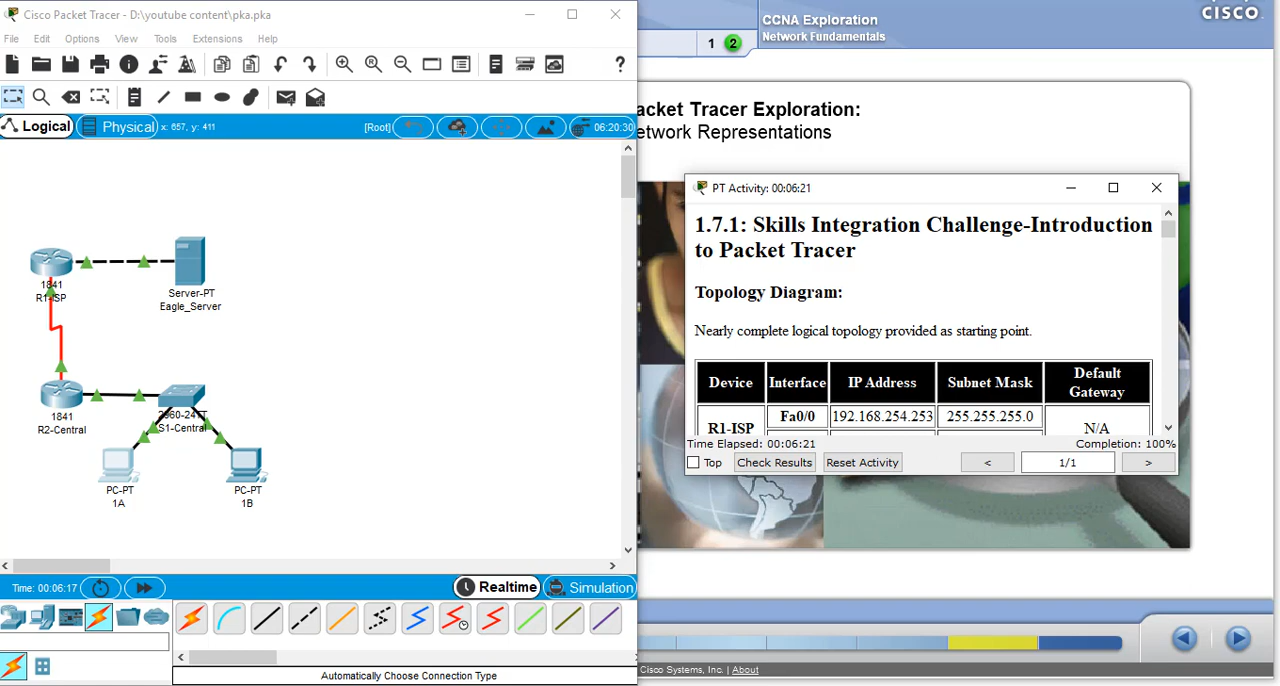 Cisco Packet Tracer - D:\youtube content\pka.pka
File Edit Options View Tools Extensions Help
?
Logical
Physical
x: 657, y: 411
[Root]
06:20:30
1841
R1-ISP
Server-PT
Eagle_Server
1841
R2-Central
2960-24TT
S1-Central
PC-PT
1A
PC-PT
1B
Time: 00:06:17
Realtime
Simulation
Automatically Choose Connection Type
1 2
CCNA Exploration
Network Fundamentals
CISCO
acket Tracer Exploration:
etwork Representations
PT Activity: 00:06:21
1.7.1: Skills Integration Challenge-Introduction
to Packet Tracer
Topology Diagram:
Nearly complete logical topology provided as starting point.
Device Interface IP Address Subnet Mask Default Gateway
R1-ISP Fa0/0 192.168.254.253 255.255.255.0 N/A
Time Elapsed: 00:06:21
Completion: 100%
Top
Check Results
Reset Activity
<
1/1
>
Cisco Systems, Inc. | About